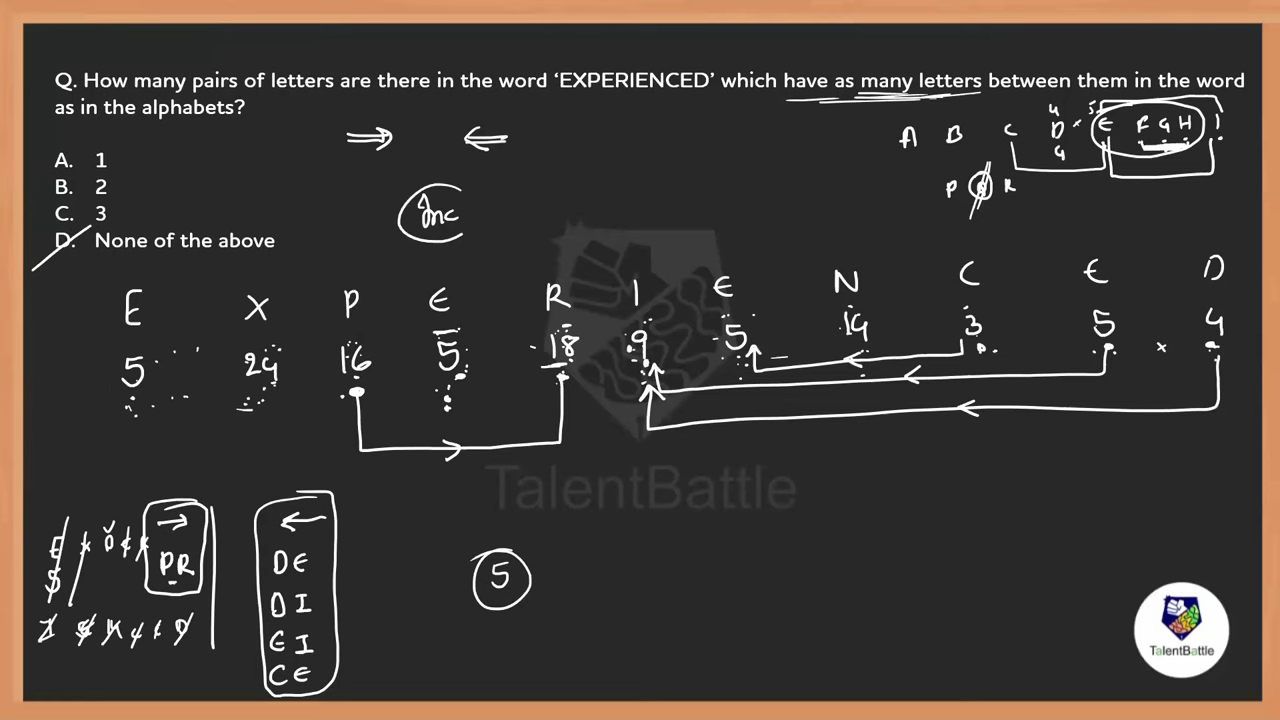 Q. How many pairs of letters are there in the word ‘EXPERIENCED’ which have as many letters between them in the word
as in the alphabets?
A. 1
B. 2
C. 3
D. None of the above
A B C D E F G H I
P Q R
Inc
E X P E R I E N C E D
5 24 16 5 18 9 5 14 3 5 4
PR
DE
DI
EI
CE
5
TalentBattle
TalentBattle